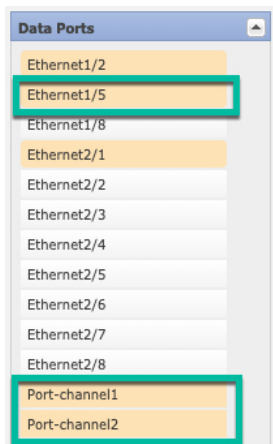 Data Ports
Ethernet1/2
Ethernet1/5
Ethernet1/8
Ethernet2/1
Ethernet2/2
Ethernet2/3
Ethernet2/4
Ethernet2/5
Ethernet2/6
Ethernet2/7
Ethernet2/8
Port-channel1
Port-channel2